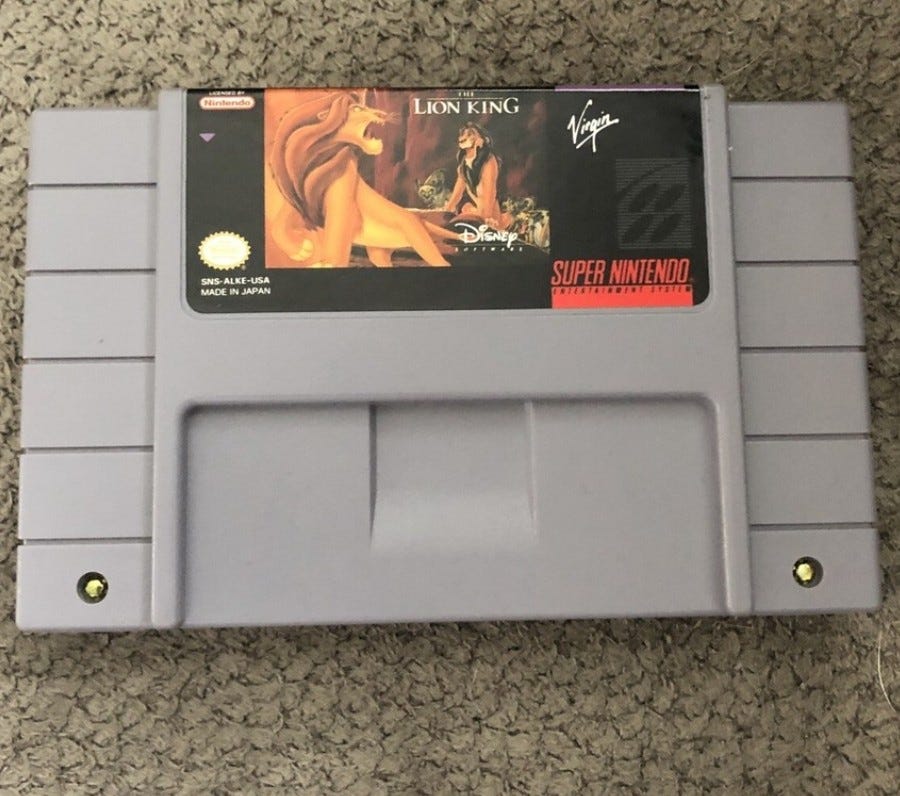 LICENSED BY
Nintendo
THE
LION KING
Virgin
DISNEY
SOFTWARE
SNS-ALKE-USA
MADE IN JAPAN
SUPER NINTENDO
ENTERTAINMENT SYSTEM